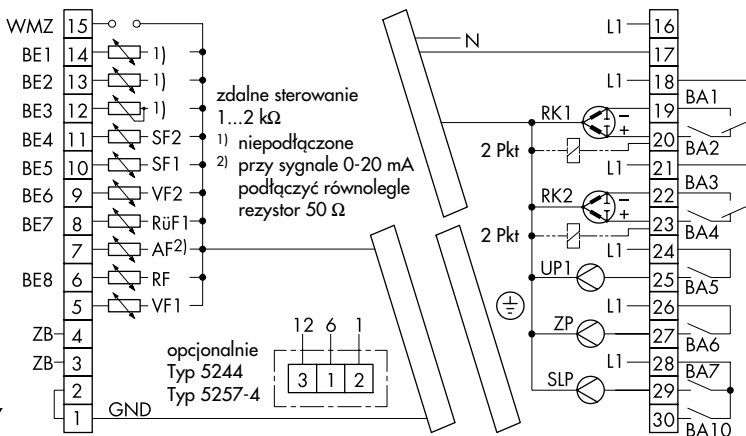 WMZ 15
BE1 14 1)
BE2 13 1)
BE3 12 1)
BE4 11 SF2
BE5 10 SF1
BE6 9 VF2
BE7 8 RüF1
7 AF2)
BE8 6 RF
5 VF1
ZB 4
ZB 3
2
1 GND
zdalne sterowanie
1...2 kΩ
1) niepodłączone
2) przy sygnale 0-20 mA
podłączyć równolegle
rezystor 50 Ω
opcjonalnie
Typ 5244
Typ 5257-4
12 6 1
3 1 2
N
L1 16
17
L1 18
RK1 − 19 BA1
+ 20 BA2
2 Pkt
L1 21
RK2 − 22 BA3
+ 23 BA4
2 Pkt
L1 24
UP1 25 BA5
L1 26
ZP 27 BA6
L1 28 BA7
SLP 29
30 BA10